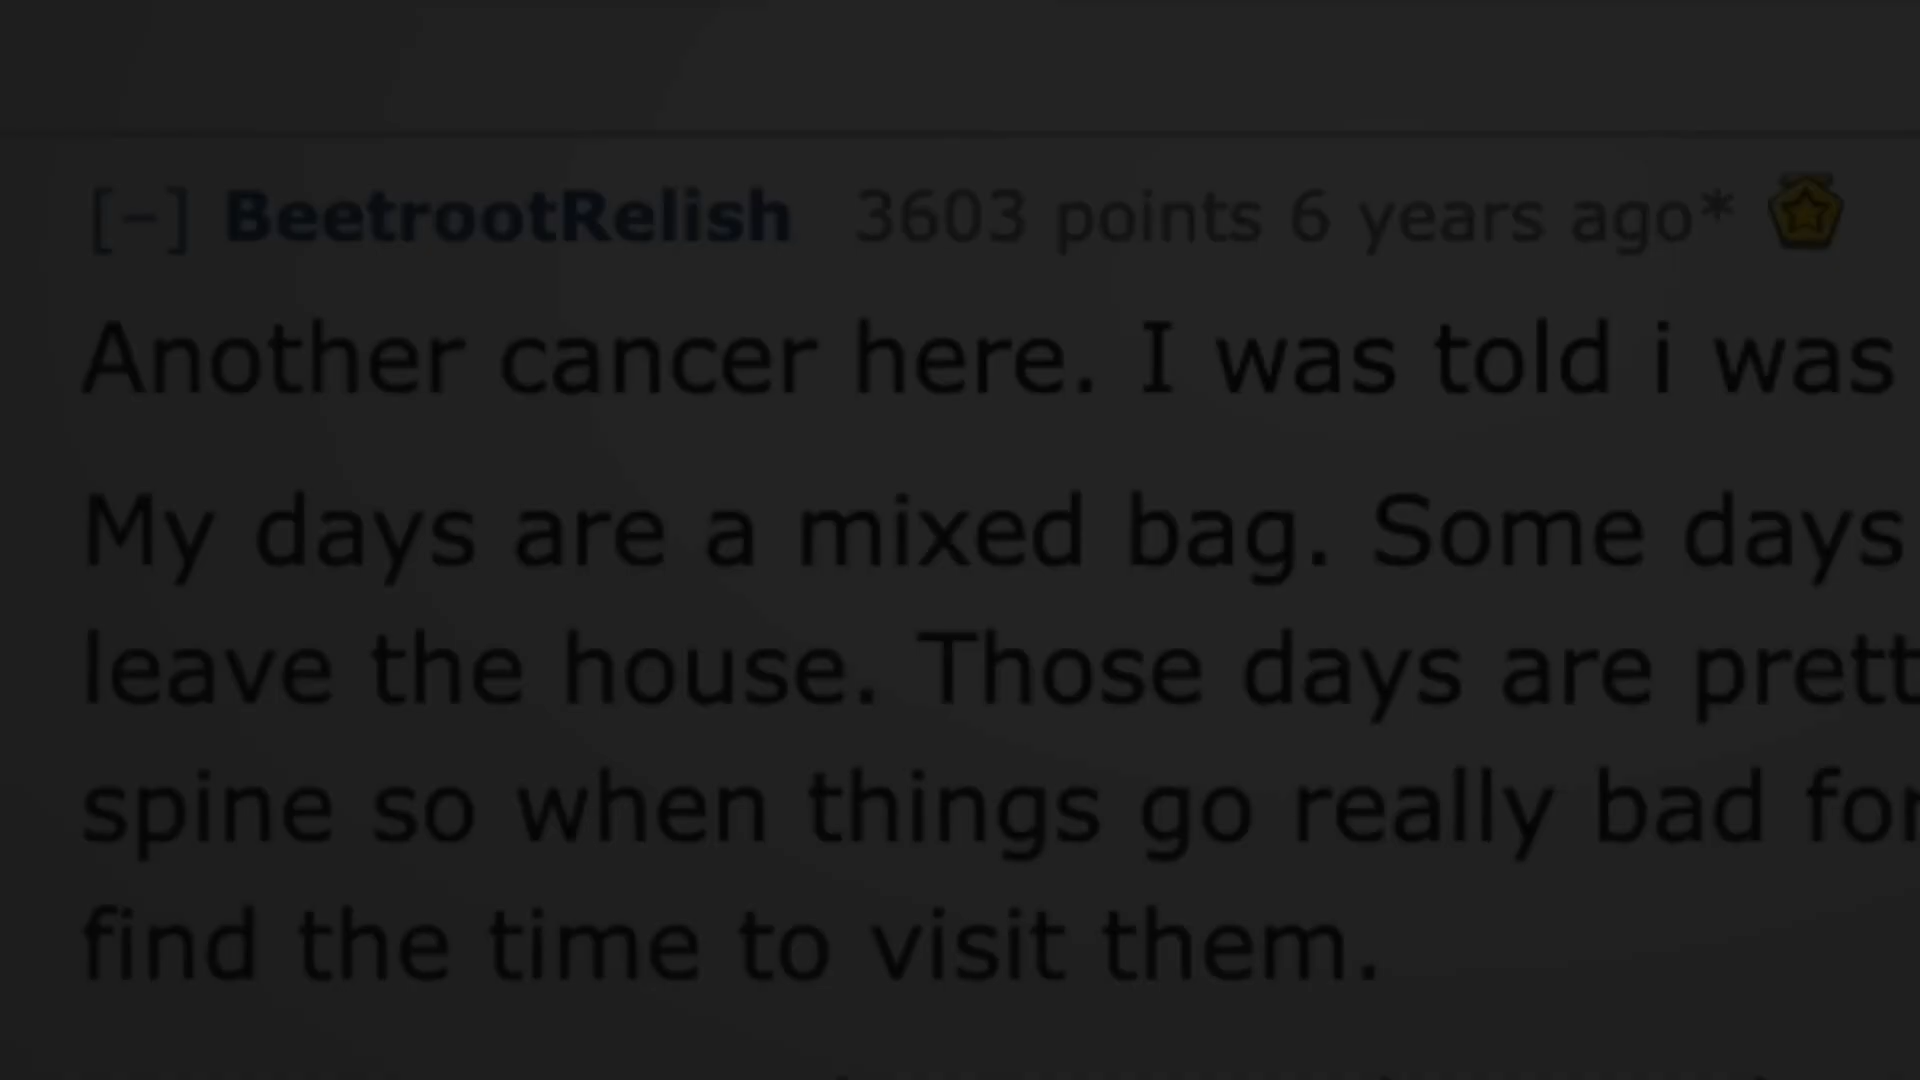 [−] BeetrootRelish 3603 points 6 years ago*
Another cancer here. I was told i was
My days are a mixed bag. Some days
leave the house. Those days are prett
spine so when things go really bad for
find the time to visit them.